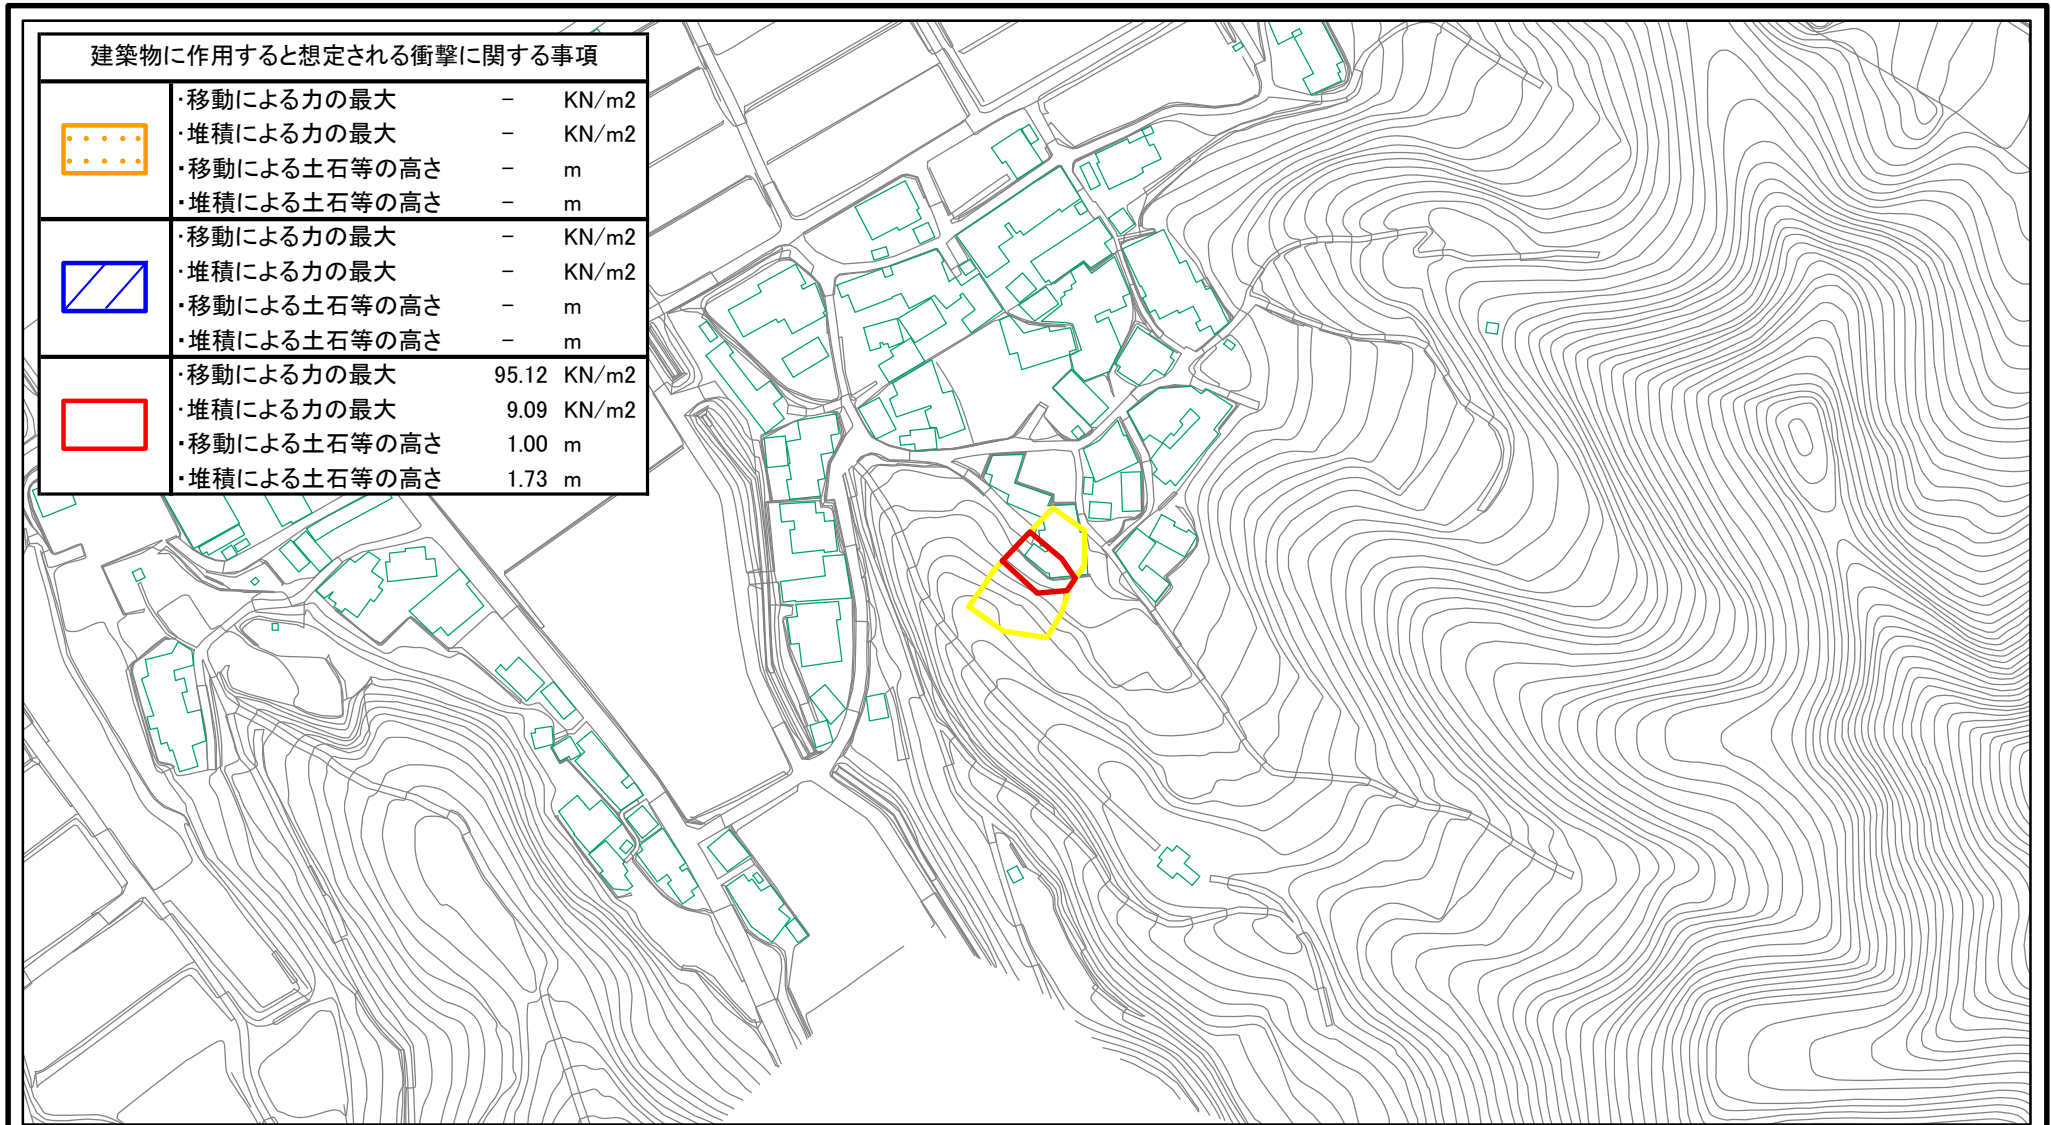 建築物に作用すると想定される衝撃に関する事項
・移動による力の最大 － KN/m2
・堆積による力の最大 － KN/m2
・移動による土石等の高さ － m
・堆積による土石等の高さ － m
・移動による力の最大 － KN/m2
・堆積による力の最大 － KN/m2
・移動による土石等の高さ － m
・堆積による土石等の高さ － m
・移動による力の最大 95.12 KN/m2
・堆積による力の最大 9.09 KN/m2
・移動による土石等の高さ 1.00 m
・堆積による土石等の高さ 1.73 m